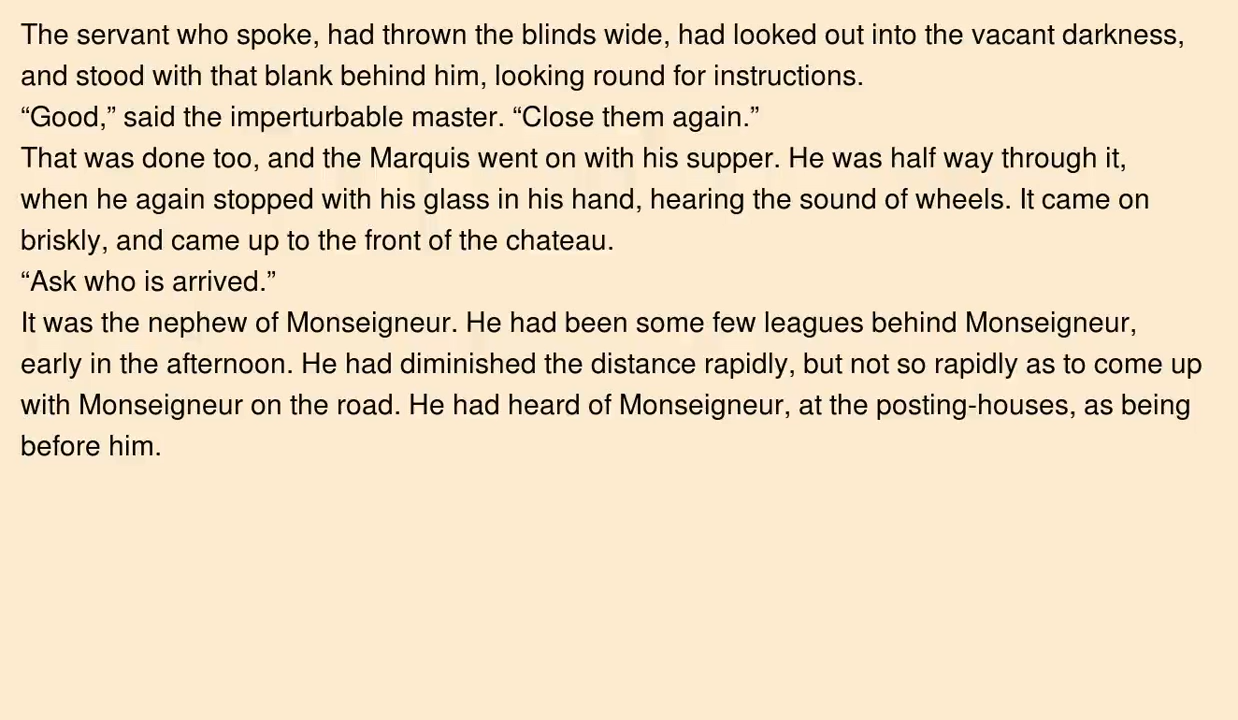 The servant who spoke, had thrown the blinds wide, had looked out into the vacant darkness,
and stood with that blank behind him, looking round for instructions.
“Good,” said the imperturbable master. “Close them again.”
That was done too, and the Marquis went on with his supper. He was half way through it,
when he again stopped with his glass in his hand, hearing the sound of wheels. It came on
briskly, and came up to the front of the chateau.
“Ask who is arrived.”
It was the nephew of Monseigneur. He had been some few leagues behind Monseigneur,
early in the afternoon. He had diminished the distance rapidly, but not so rapidly as to come up
with Monseigneur on the road. He had heard of Monseigneur, at the posting-houses, as being
before him.